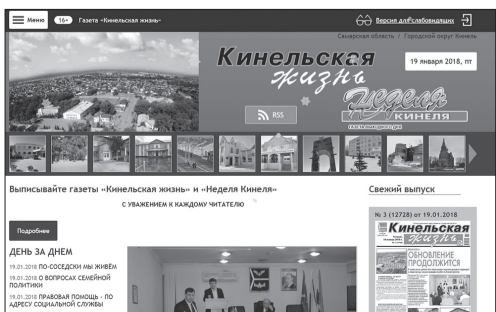 Меню 16+ Газета «Кинельская жизнь» Версия для слабовидящих
Самарская область / Городской округ Кинель
Кинельская
жизнь
19 января 2018, пт
RSS
Неделя
КИНЕЛЯ
Выписывайте газеты «Кинельская жизнь» и «Неделя Кинеля»
С УВАЖЕНИЕМ К КАЖДОМУ ЧИТАТЕЛЮ
Подробнее
ДЕНЬ ЗА ДНЕМ
19.01.2018 ПО-СОСЕДСКИ МЫ ЖИВЁМ
19.01.2018 О ВОПРОСАХ СЕМЕЙНОЙ
ПОЛИТИКИ
19.01.2018 ПРАВОВАЯ ПОМОЩЬ - ПО
АДРЕСУ СОЦИАЛЬНОЙ СЛУЖБЫ
Свежий выпуск
№ 3 (12728) от 19.01.2018
Кинельская
жизнь
ОБНОВЛЕНИЕ
ПРОДОЛЖИТСЯ